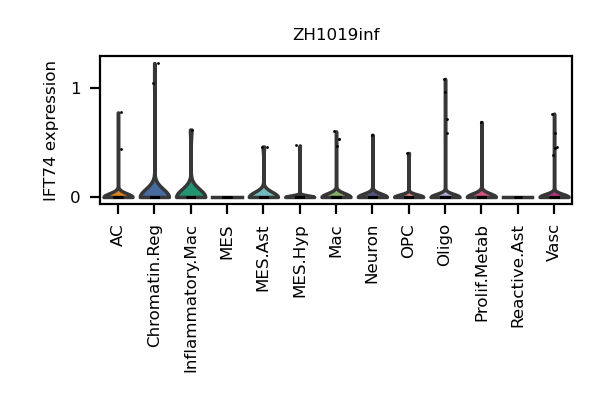 ZH1019inf
IFT74 expression
1
0
AC
Chromatin.Reg
Inflammatory.Mac
MES
MES.Ast
MES.Hyp
Mac
Neuron
OPC
Oligo
Prolif.Metab
Reactive.Ast
Vasc